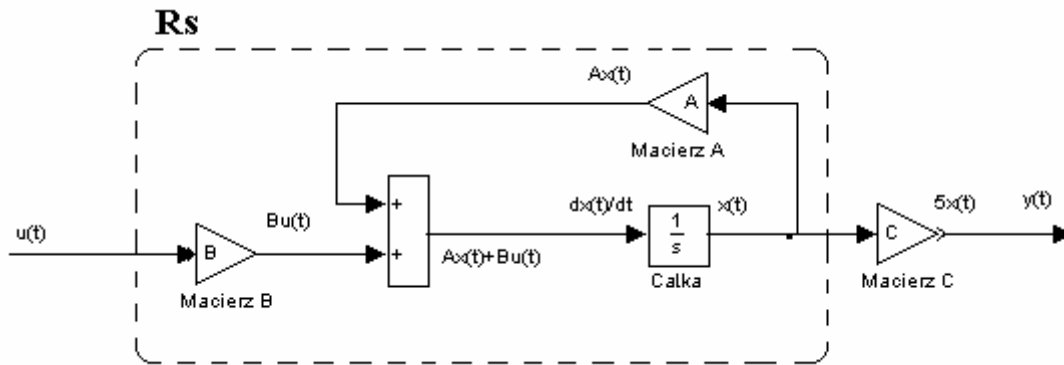 Rs
Ax(t)
A
Macierz A
+
+
u(t)
B
Bu(t)
Macierz B
Ax(t)+Bu(t)
dx(t)/dt
1
s
Calka
x(t)
C
Macierz C
5x(t)
y(t)